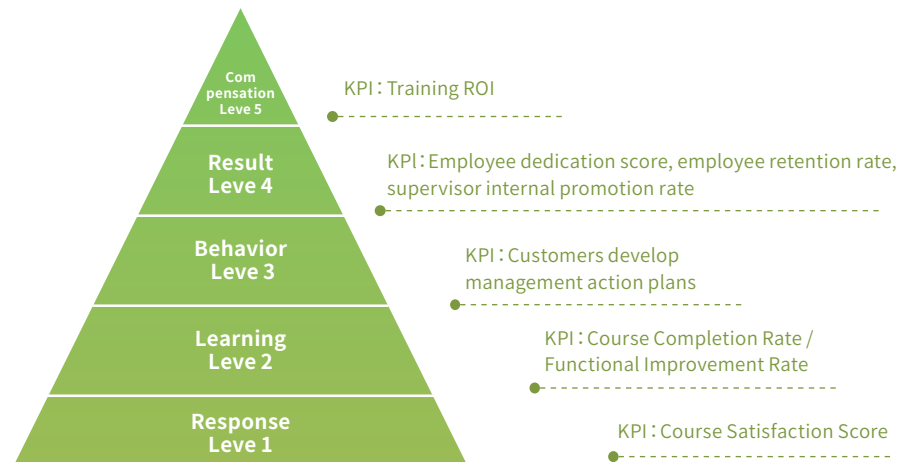 Com
pensation
Leve 5
KPI：Training ROI
Result
Leve 4
KPl：Employee dedication score, employee retention rate,
supervisor internal promotion rate
Behavior
Leve 3
KPI：Customers develop
management action plans
Learning
Leve 2
KPI：Course Completion Rate /
Functional Improvement Rate
Response
Leve 1
KPI：Course Satisfaction Score